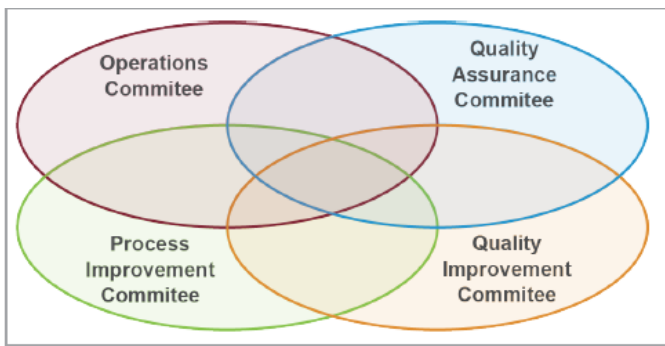 Operations
Commitee
Quality
Assurance
Commitee
Process
Improvement
Commitee
Quality
Improvement
Commitee